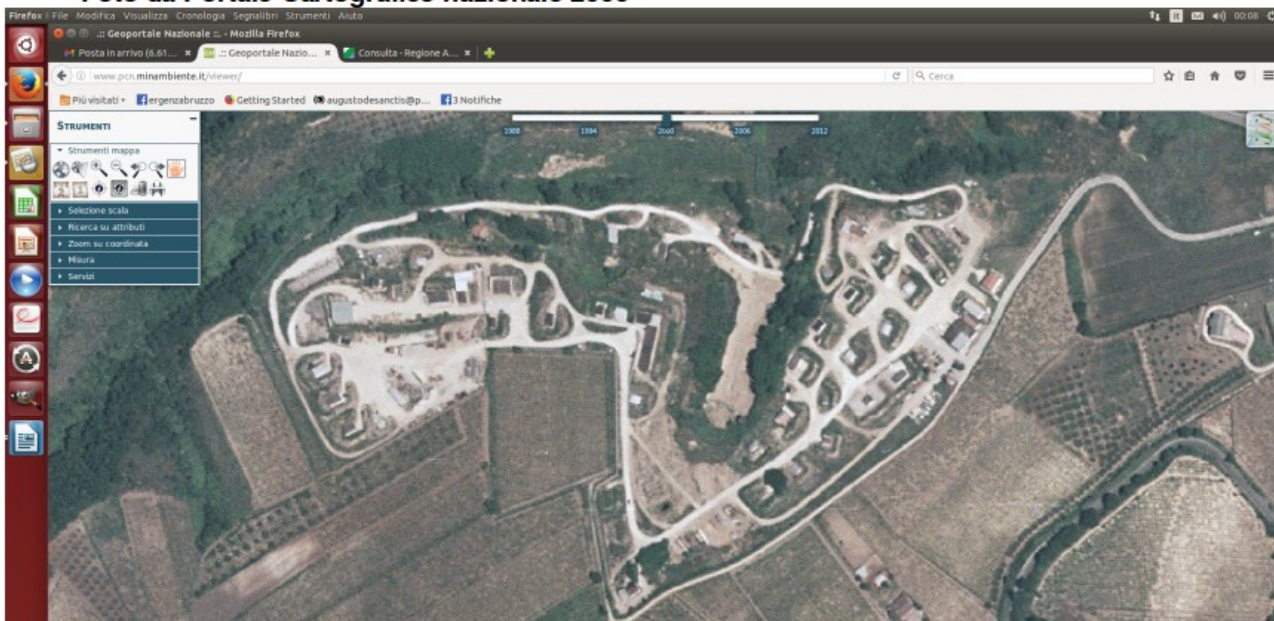 Foto da Portale Cartografico nazionale 2000
Firefox File Modifica Visualizza Cronologia Segnalibri Strumenti Aiuto
It 00:08
.:: Geoportale Nazionale ::. - Mozilla Firefox
Posta in arrivo (6.61...
.:: Geoportale Nazio...
Consulta - Regione A...
www.pcn.minambiente.it/viewer/
Cerca
Più visitati
ergenzabruzzo
Getting Started
augustodesanctis@p...
3 Notifiche
STRUMENTI
Strumenti mappa
Selezione scala
Ricerca su attributi
Zoom su coordinata
Misura
Servizi
1988 1994 2000 2006 2012